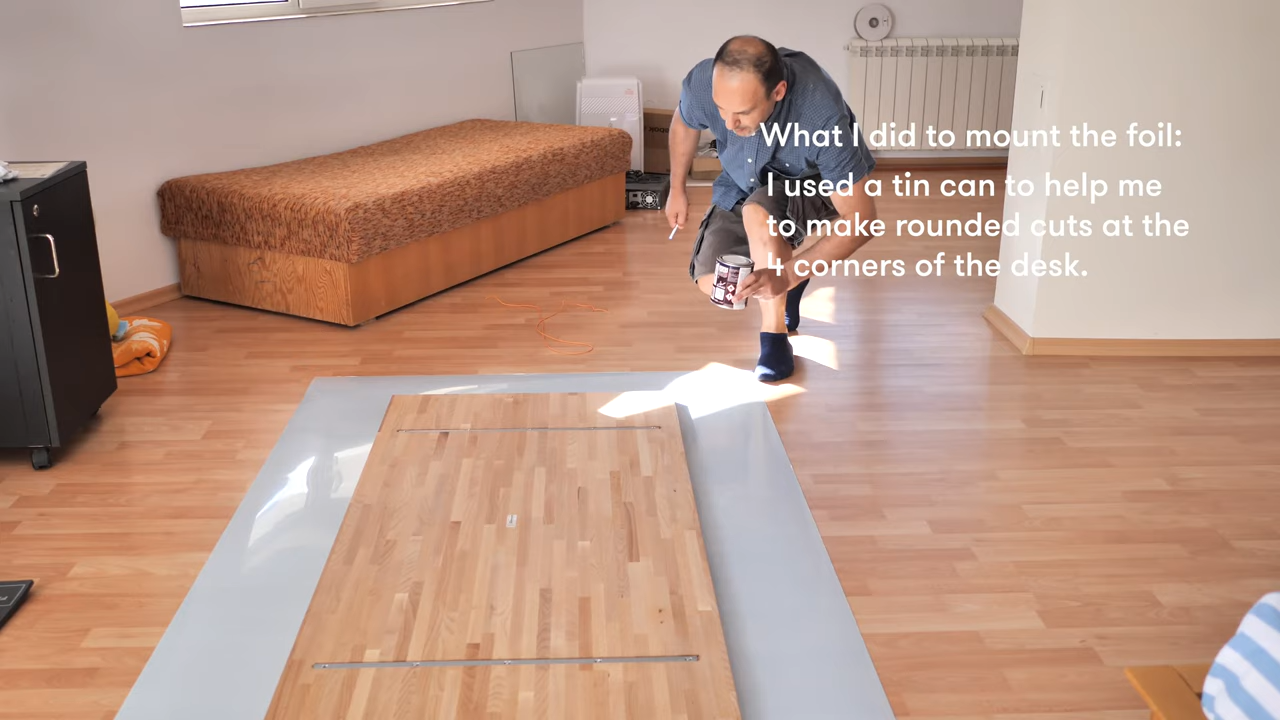 What I did to mount the foil:
I used a tin can to help me
to make rounded cuts at the
4 corners of the desk.